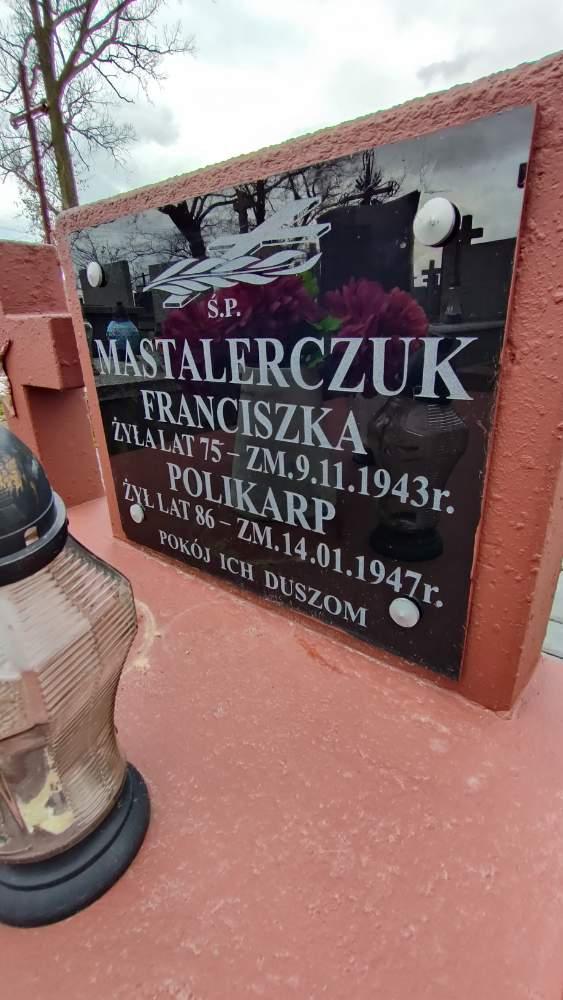 Ś.P.
MASTALERCZUK
FRANCISZKA
ŻYŁA LAT 75 – ZM.9.11.1943r.
POLIKARP
ŻYŁ LAT 86 – ZM.14.01.1947r.
POKÓJ ICH DUSZOM